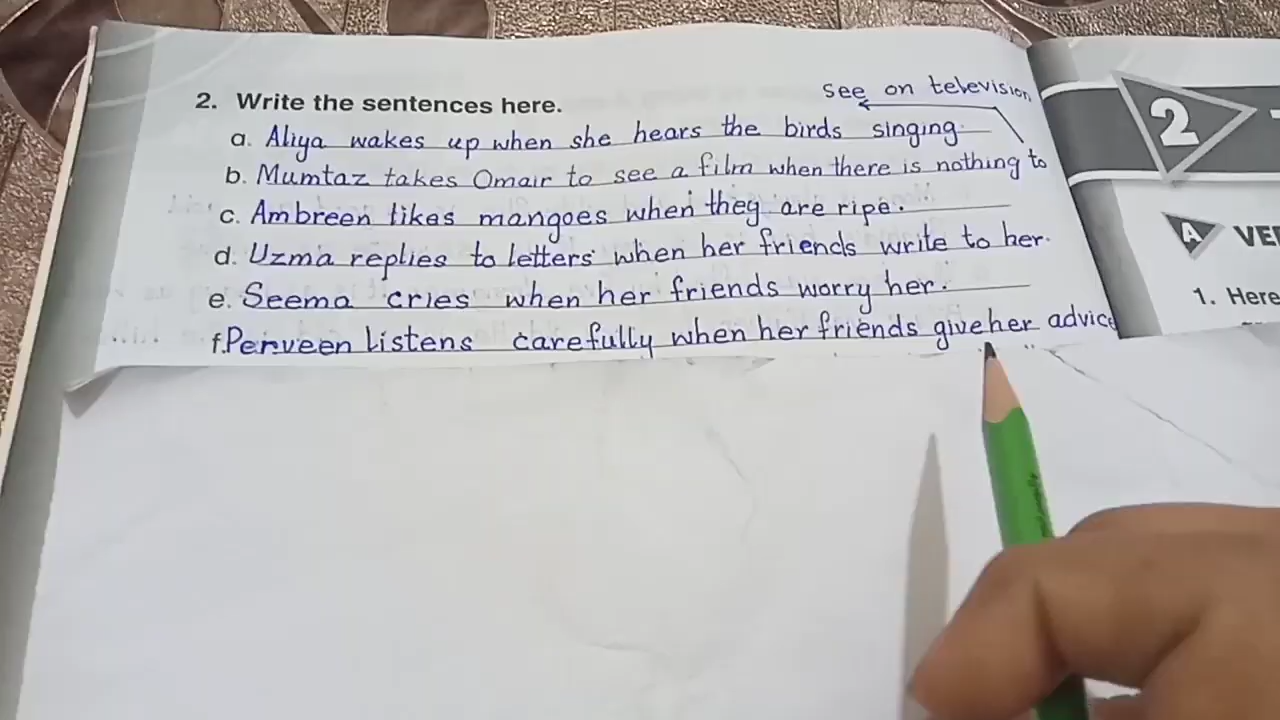 2. Write the sentences here.
see on television
a. Aliya wakes up when she hears the birds singing
b. Mumtaz takes Omair to see a film when there is nothing to
c. Ambreen likes mangoes when they are ripe.
d. Uzma replies to letters when her friends write to her.
e. Seema cries when her friends worry her.
f. Perveen listens carefully when her friends give her advice
2
A VE
1. Here